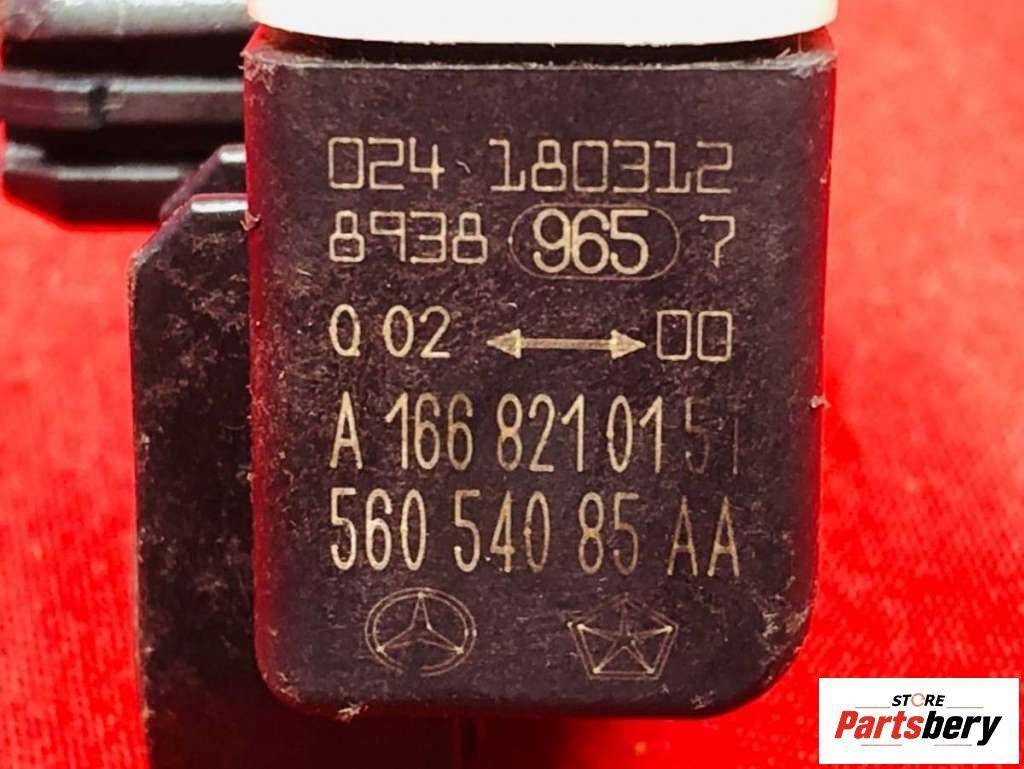 024 180312
8938 965 7
Q 02 00
A 166 821 01 51
560 540 85 AA
STORE
Partsbery